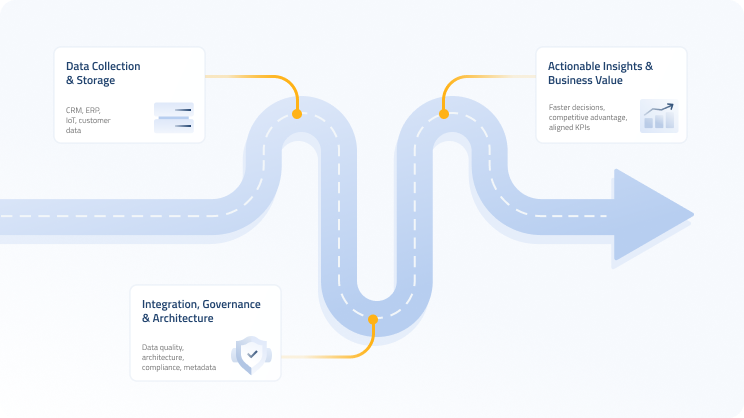 Data Collection
& Storage
CRM, ERP,
IoT, customer
data
Actionable Insights &
Business Value
Faster decisions,
competitive advantage,
aligned KPIs
Integration, Governance
& Architecture
Data quality,
architecture,
compliance, metadata